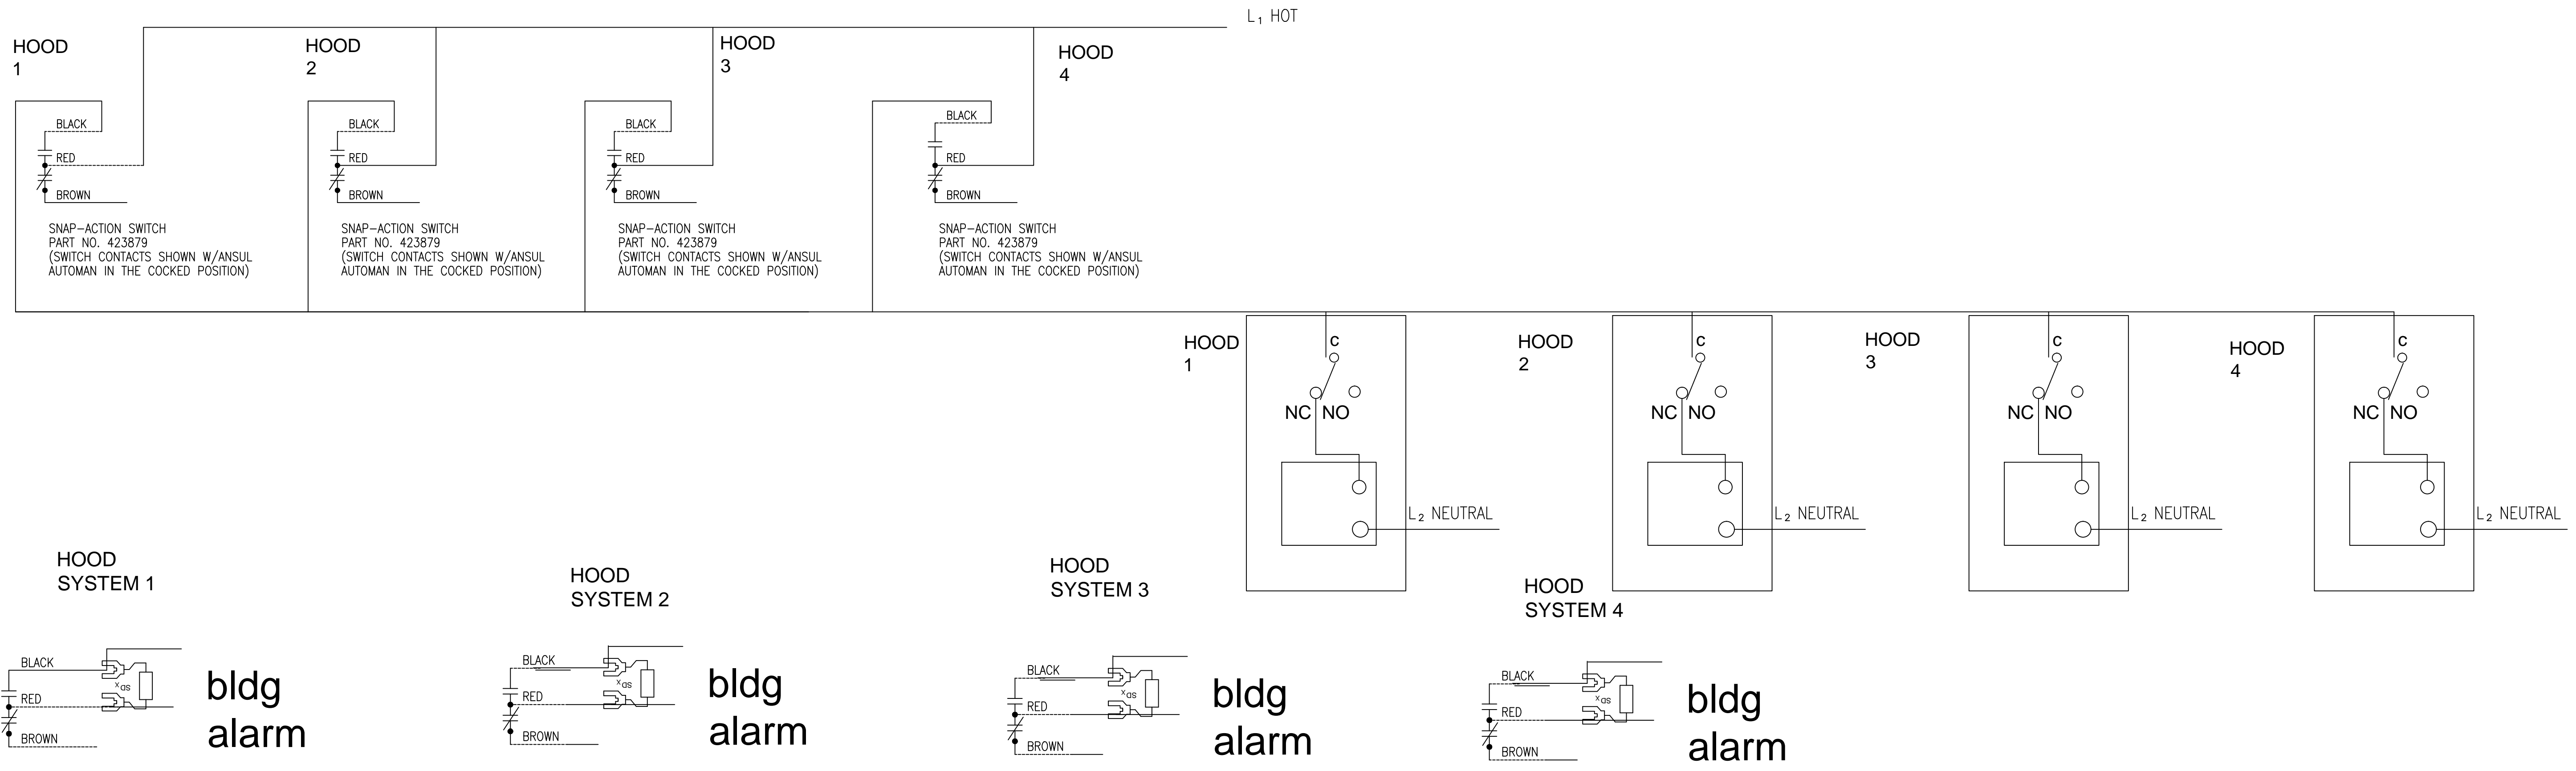 L₁ HOT
HOOD
1
HOOD
2
HOOD
3
HOOD
4
BLACK
RED
BROWN
SNAP-ACTION SWITCH
PART NO. 423879
(SWITCH CONTACTS SHOWN W/ANSUL
AUTOMAN IN THE COCKED POSITION)
BLACK
RED
BROWN
SNAP-ACTION SWITCH
PART NO. 423879
(SWITCH CONTACTS SHOWN W/ANSUL
AUTOMAN IN THE COCKED POSITION)
BLACK
RED
BROWN
SNAP-ACTION SWITCH
PART NO. 423879
(SWITCH CONTACTS SHOWN W/ANSUL
AUTOMAN IN THE COCKED POSITION)
BLACK
RED
BROWN
SNAP-ACTION SWITCH
PART NO. 423879
(SWITCH CONTACTS SHOWN W/ANSUL
AUTOMAN IN THE COCKED POSITION)
HOOD
1
c
NC NO
L₂ NEUTRAL
HOOD
2
c
NC NO
L₂ NEUTRAL
HOOD
3
c
NC NO
L₂ NEUTRAL
HOOD
4
c
NC NO
L₂ NEUTRAL
HOOD
SYSTEM 1
BLACK
RED
BROWN
bldg
alarm
HOOD
SYSTEM 2
BLACK
RED
BROWN
bldg
alarm
HOOD
SYSTEM 3
BLACK
RED
BROWN
bldg
alarm
HOOD
SYSTEM 4
BLACK
RED
BROWN
bldg
alarm